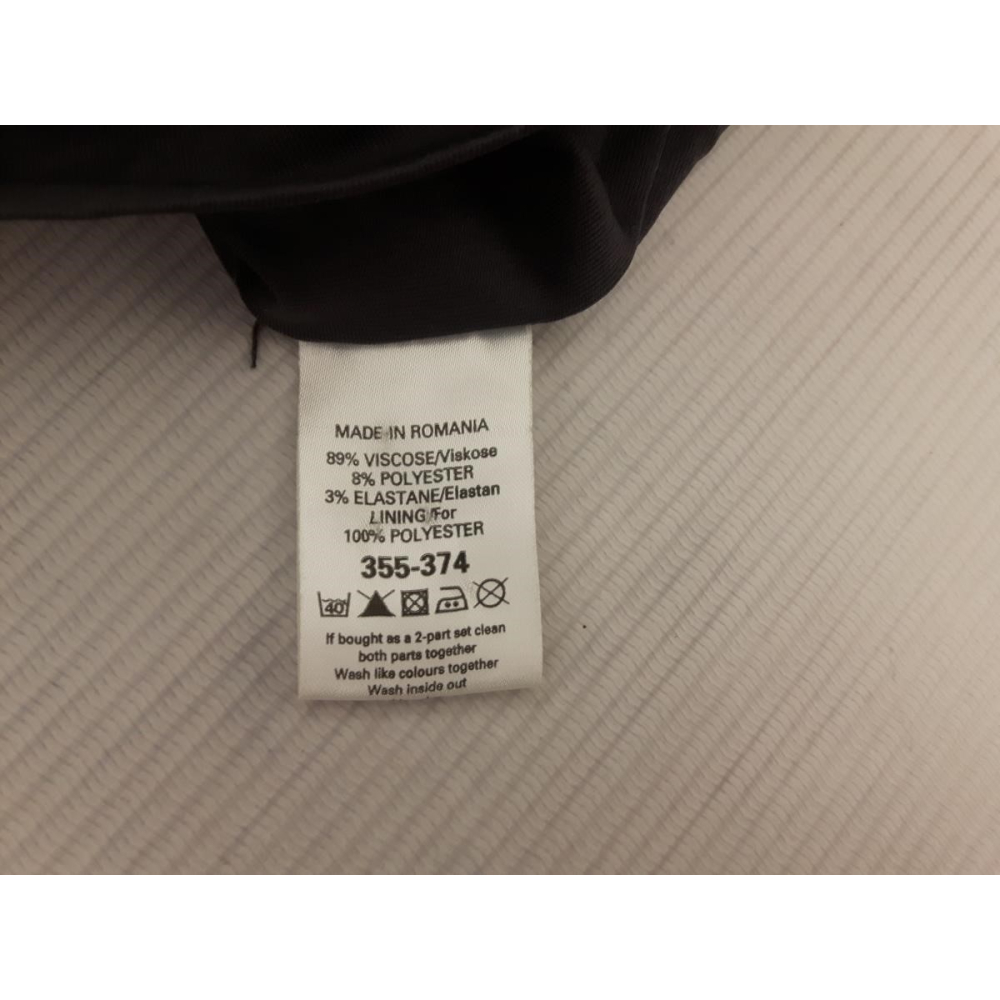 MADE IN ROMANIA
89% VISCOSE/Viskose
8% POLYESTER
3% ELASTANE/Elastan
LINING/For
100% POLYESTER
355-374
40
If bought as a 2-part set clean
both parts together
Wash like colours together
Wash inside out